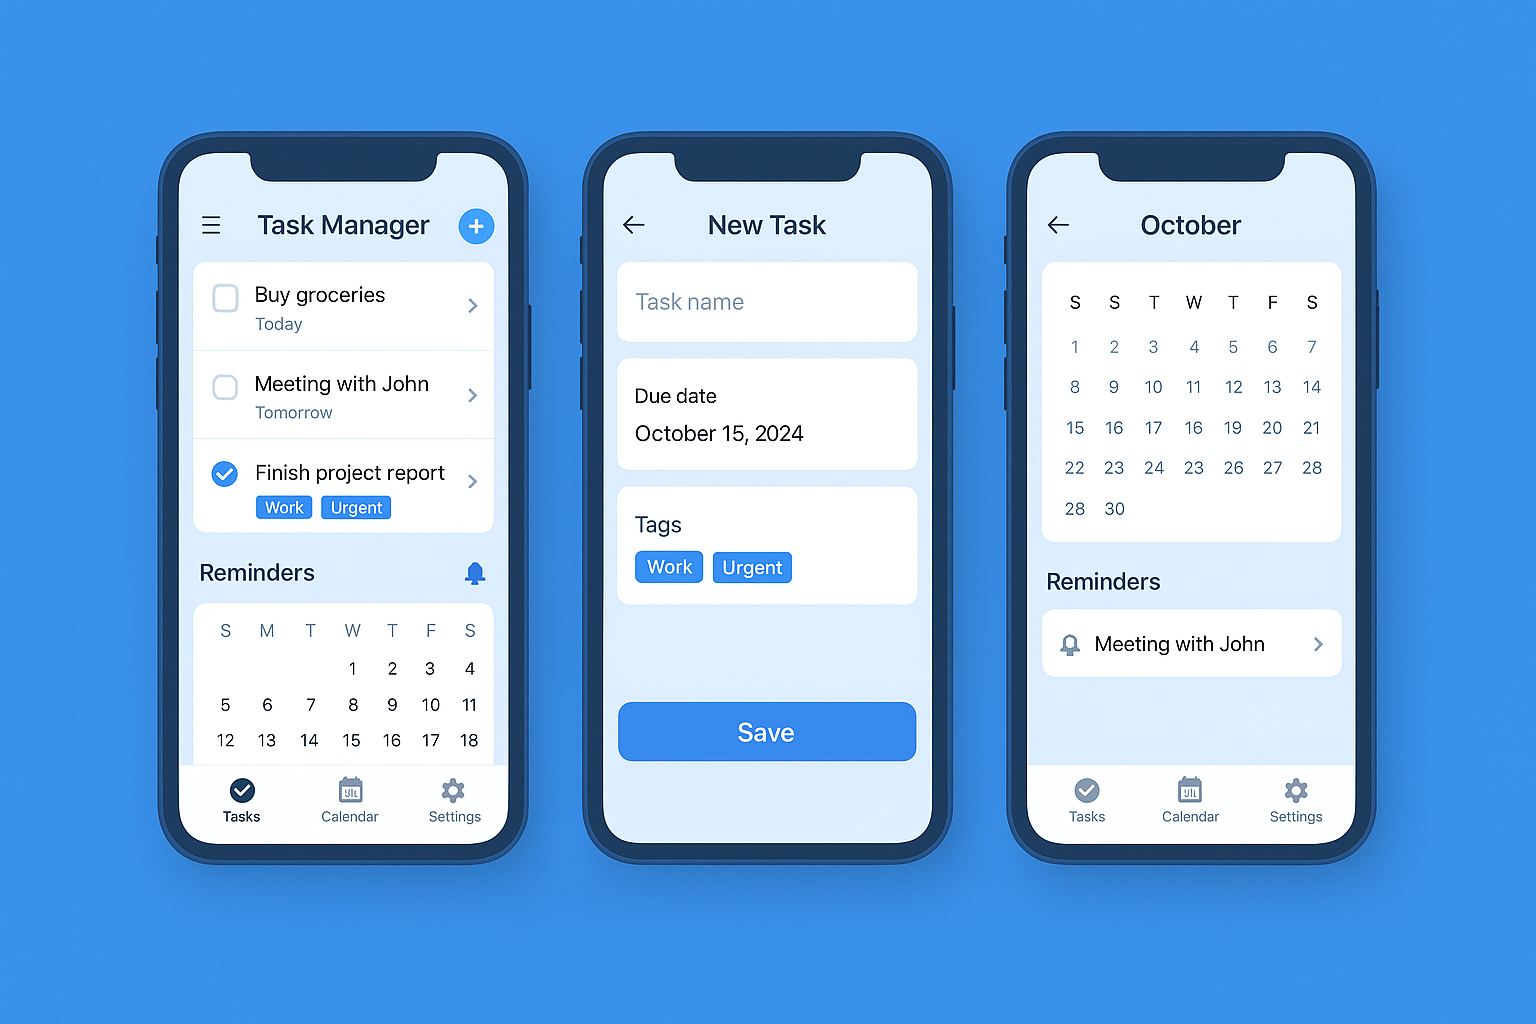 Task Manager
Buy groceries
Today
Meeting with John
Tomorrow
Finish project report
Work Urgent
Reminders
S M T W T F S
1 2 3 4
5 6 7 8 9 10 11
12 13 14 15 16 17 18
Tasks Calendar Settings
New Task
Task name
Due date
October 15, 2024
Tags
Work Urgent
Save
October
S S T W T F S
1 2 3 4 5 6 7
8 9 10 11 12 13 14
15 16 17 16 19 20 21
22 23 24 23 26 27 28
28 30
Reminders
Meeting with John
Tasks Calendar Settings